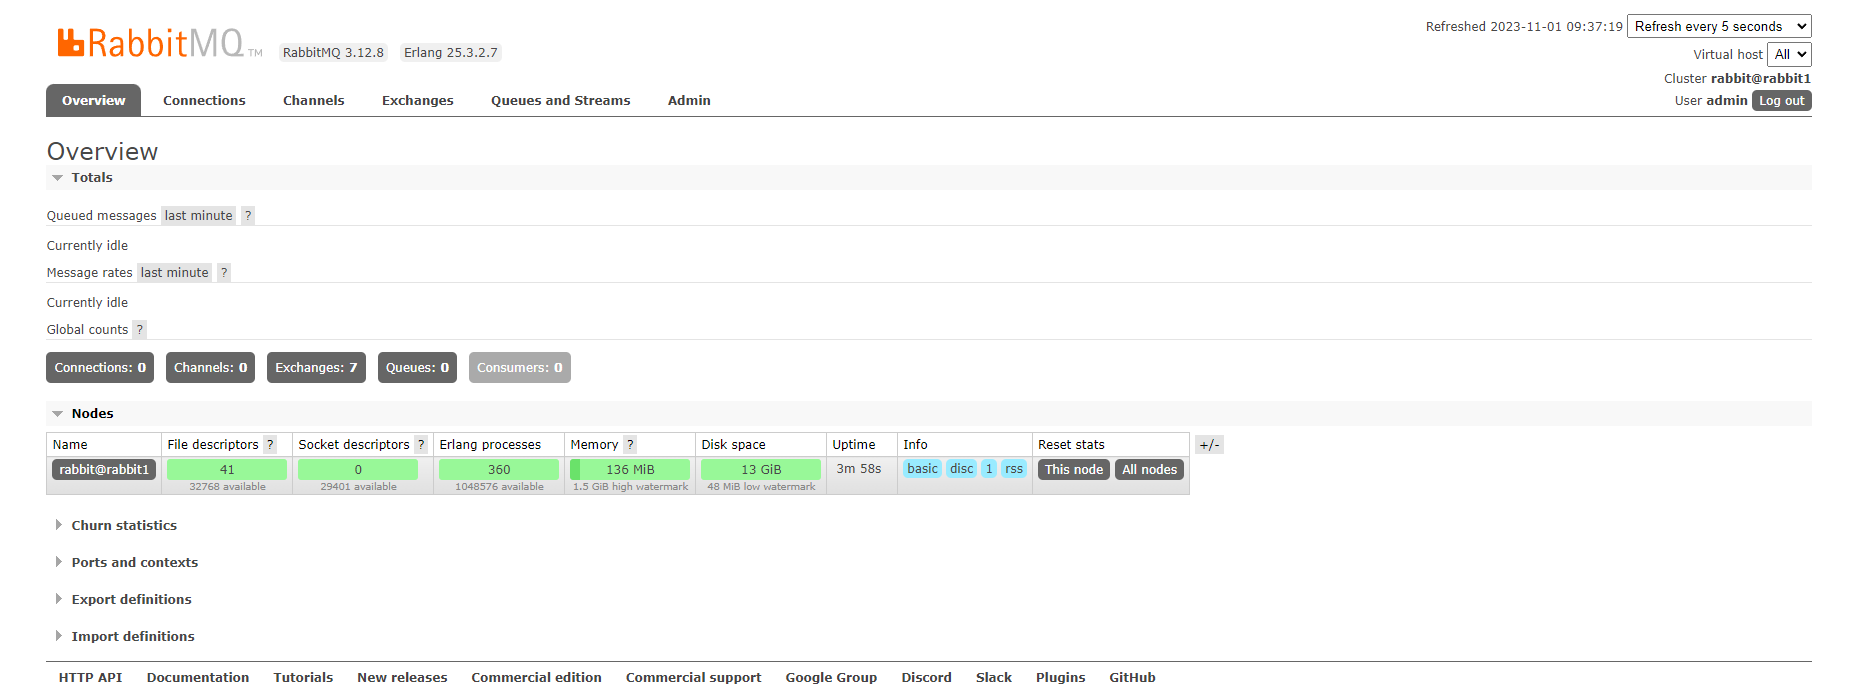 RabbitMQ TM RabbitMQ 3.12.8 Erlang 25.3.2.7
Refreshed 2023-11-01 09:37:19 Refresh every 5 seconds
Virtual host All
Cluster rabbit@rabbit1
User admin Log out
Overview Connections Channels Exchanges Queues and Streams Admin
Overview
Totals
Queued messages last minute ?
Currently idle
Message rates last minute ?
Currently idle
Global counts ?
Connections: 0 Channels: 0 Exchanges: 7 Queues: 0 Consumers: 0
Nodes
Name File descriptors ? Socket descriptors ? Erlang processes Memory ? Disk space Uptime Info Reset stats +/-
rabbit@rabbit1 41 0 360 136 MiB 13 GiB 3m 58s basic disc 1 rss This node All nodes
32768 available 29401 available 1048576 available 1.5 GiB high watermark 48 MiB low watermark
Churn statistics
Ports and contexts
Export definitions
Import definitions
HTTP API Documentation Tutorials New releases Commercial edition Commercial support Google Group Discord Slack Plugins GitHub